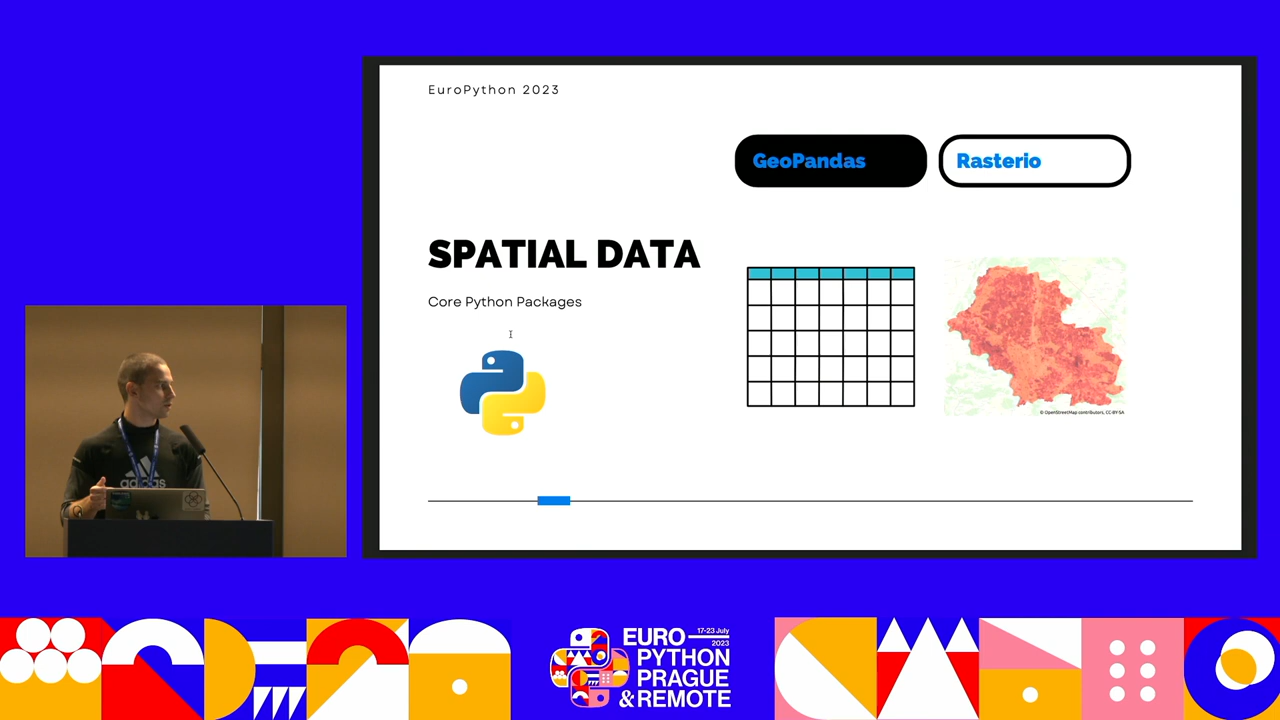 EuroPython 2023
GeoPandas
Rasterio
SPATIAL DATA
Core Python Packages
© OpenStreetMap contributors, CC-BY-SA
adidas
17-23 July
2023
EURO
PYTHON
PRAGUE
& REMOTE